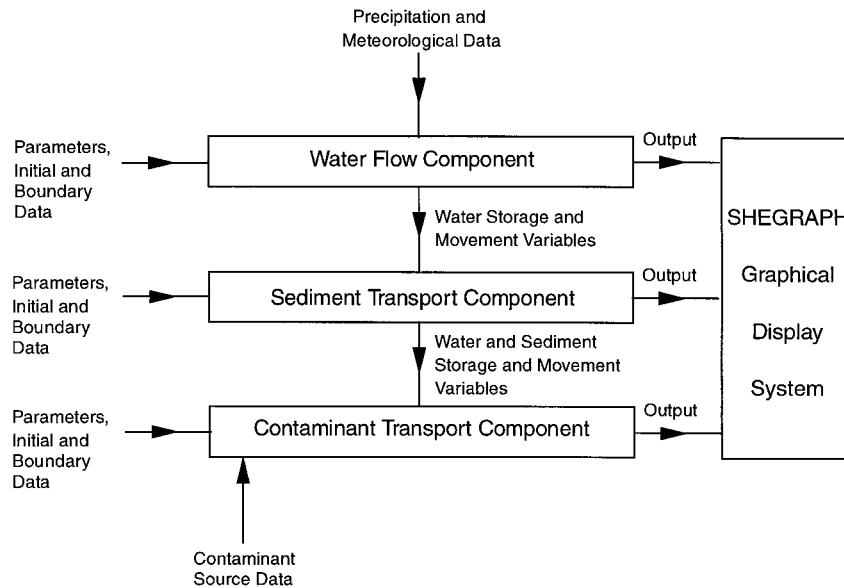 Precipitation and
Meteorological Data
Parameters,
Initial and
Boundary
Data
Water Flow Component
Output
Water Storage and
Movement Variables
SHEGRAPH
Graphical
Display
System
Parameters,
Initial and
Boundary
Data
Sediment Transport Component
Output
Water and Sediment
Storage and Movement
Variables
Parameters,
Initial and
Boundary
Data
Contaminant Transport Component
Output
Contaminant
Source Data